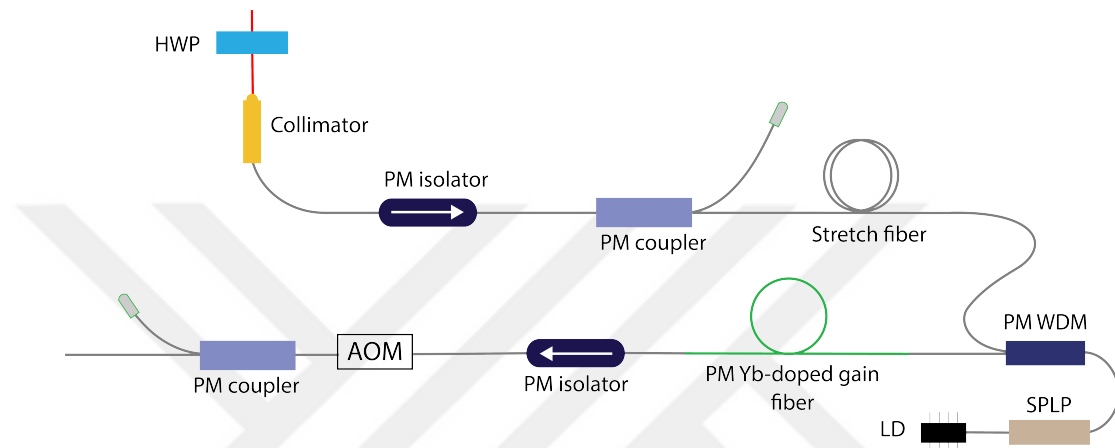 HWP
Collimator
PM isolator
PM coupler
Stretch fiber
PM WDM
AOM
PM coupler
PM isolator
PM Yb-doped gain
fiber
SPLP
LD